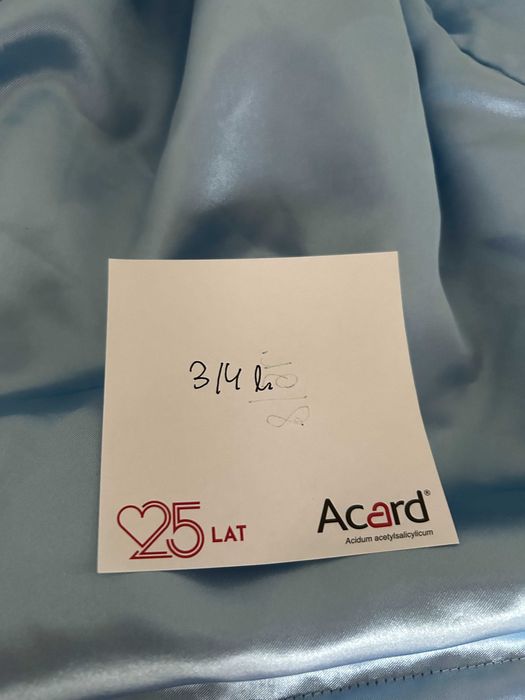 3/4 h
25 LAT
Acard®
Acidum acetylsalicylicum